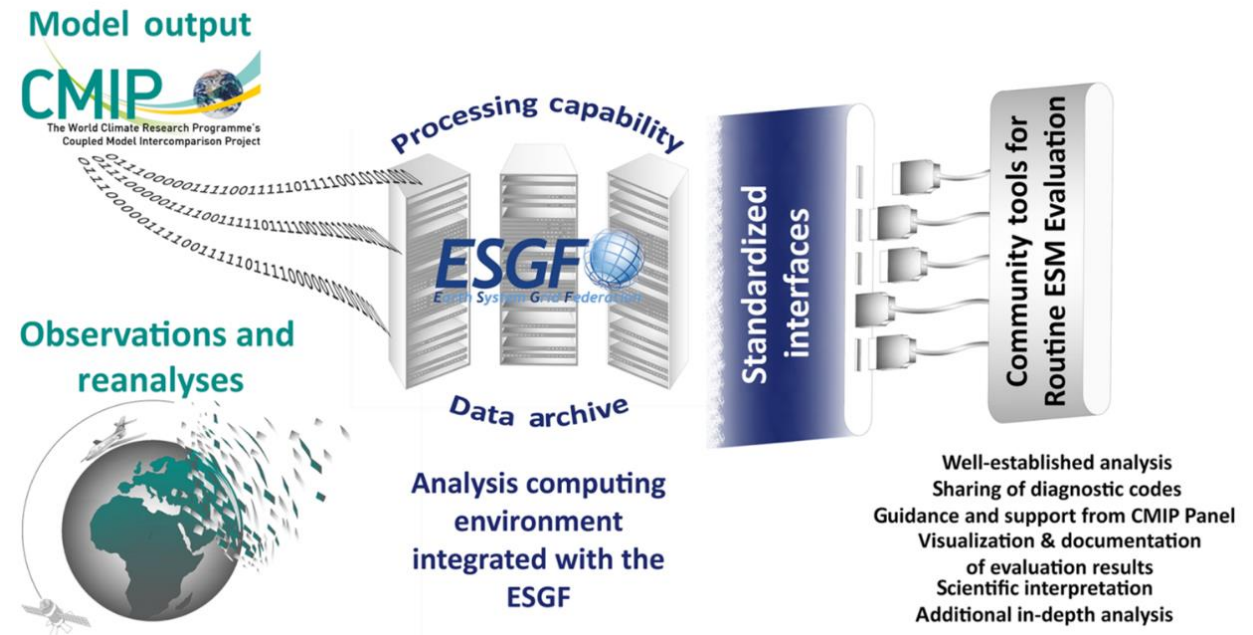 Model output
CMIP
The World Climate Research Programme's
Coupled Model Intercomparison Project
Observations and
reanalyses
Processing capability
ESGF
Earth System Grid Federation
Data archive
Analysis computing
environment
integrated with the
ESGF
Standardized
interfaces
Community tools for
Routine ESM Evaluation
Well-established analysis
Sharing of diagnostic codes
Guidance and support from CMIP Panel
Visualization & documentation
of evaluation results
Scientific interpretation
Additional in-depth analysis